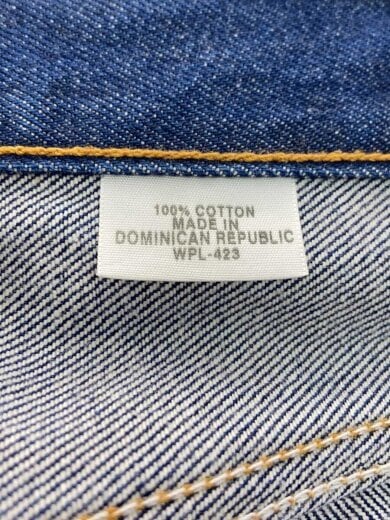 100% COTTON
MADE IN
DOMINICAN REPUBLIC
WPL-423